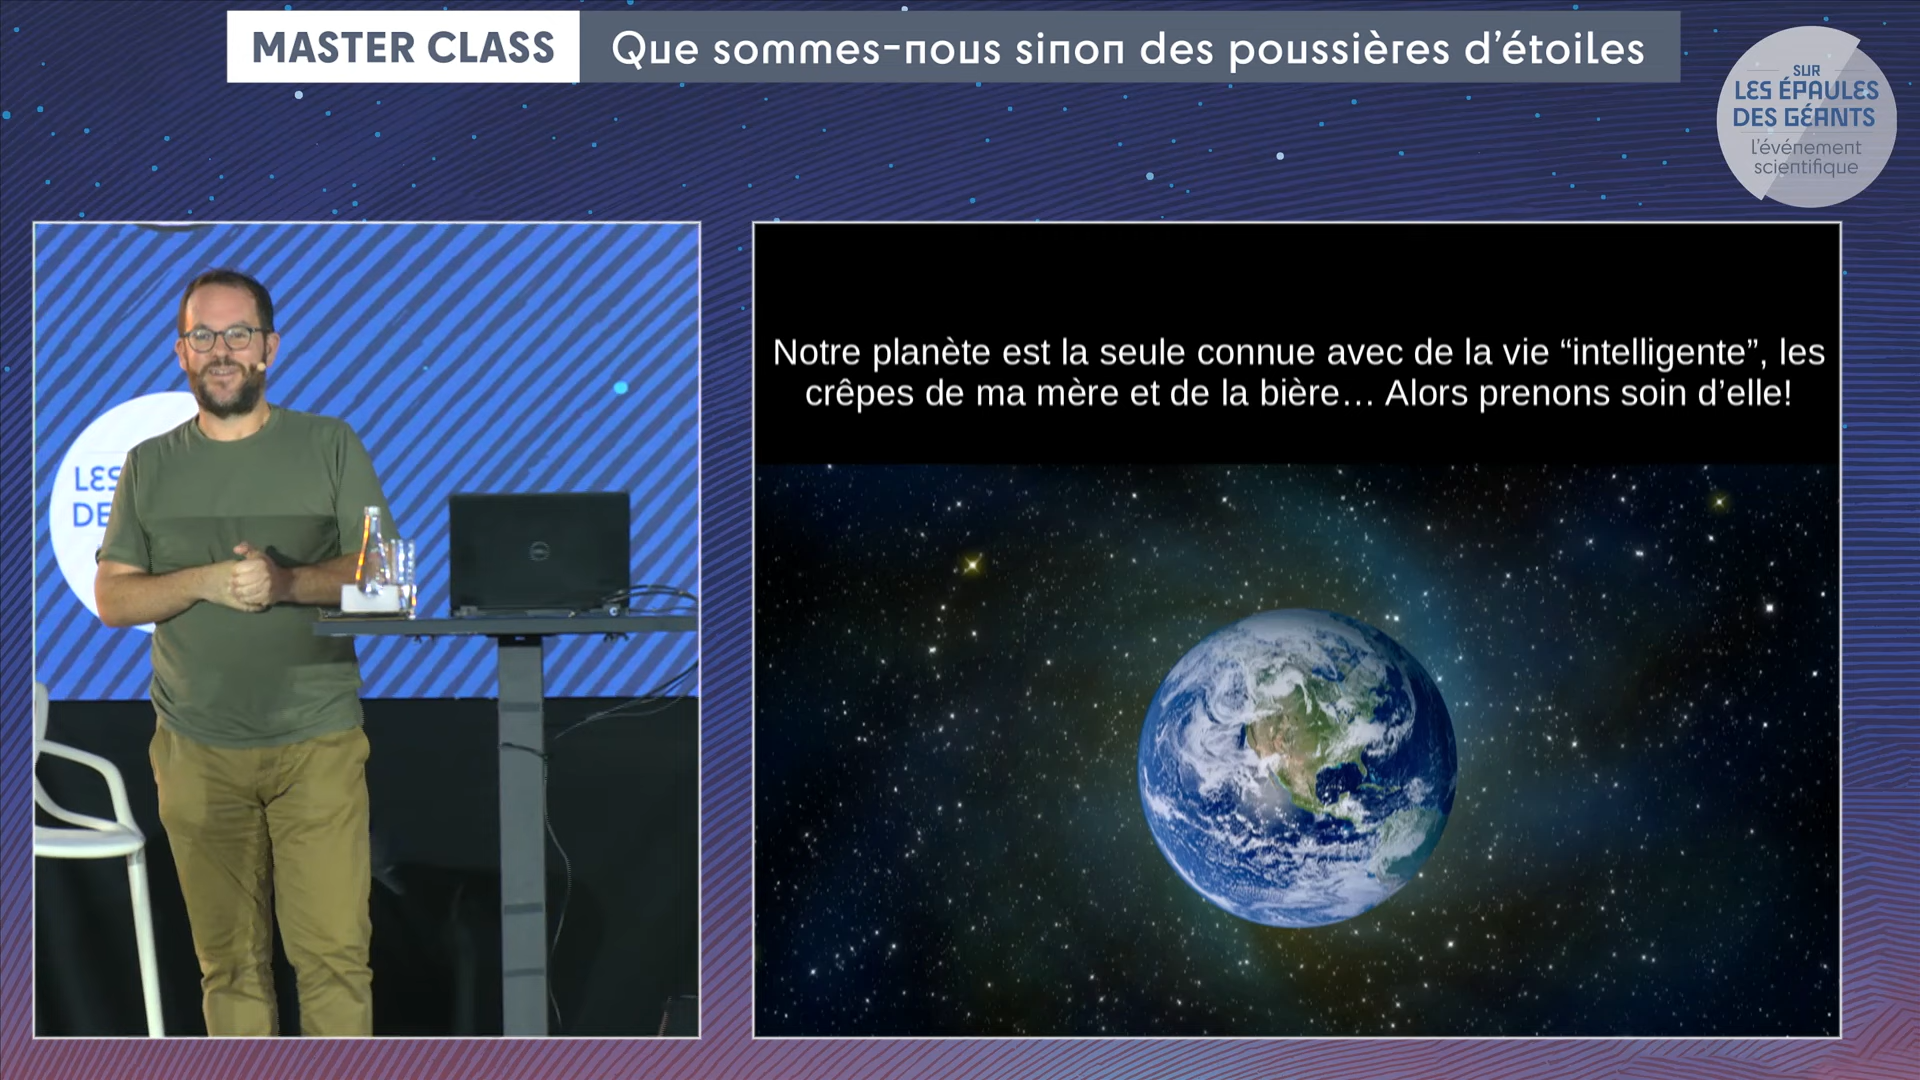 MASTER CLASS Que sommes-nous sinon des poussières d'étoiles
SUR
LES ÉPAULES
DES GÉANTS
L'événement
scientifique
LES
DE
Notre planète est la seule connue avec de la vie “intelligente”, les
crêpes de ma mère et de la bière… Alors prenons soin d’elle!